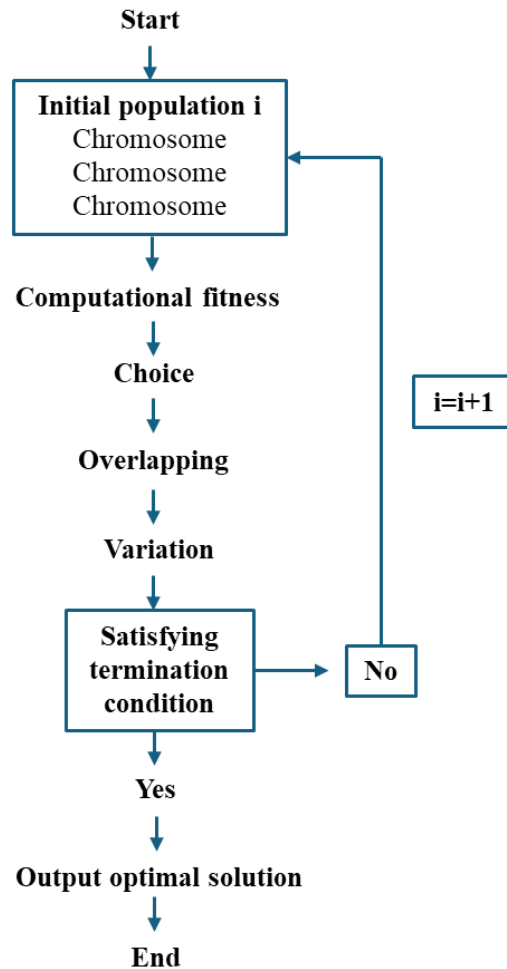 Start
Initial population i
Chromosome
Chromosome
Chromosome
Computational fitness
Choice
i=i+1
Overlapping
Variation
Satisfying
termination
condition
No
Yes
Output optimal solution
End